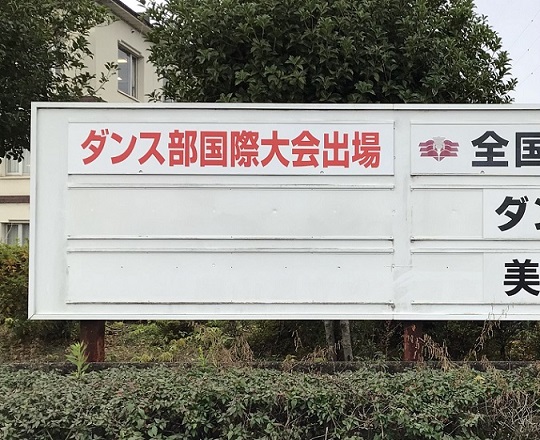 ダンス部国際大会出場
全国
ダン
美